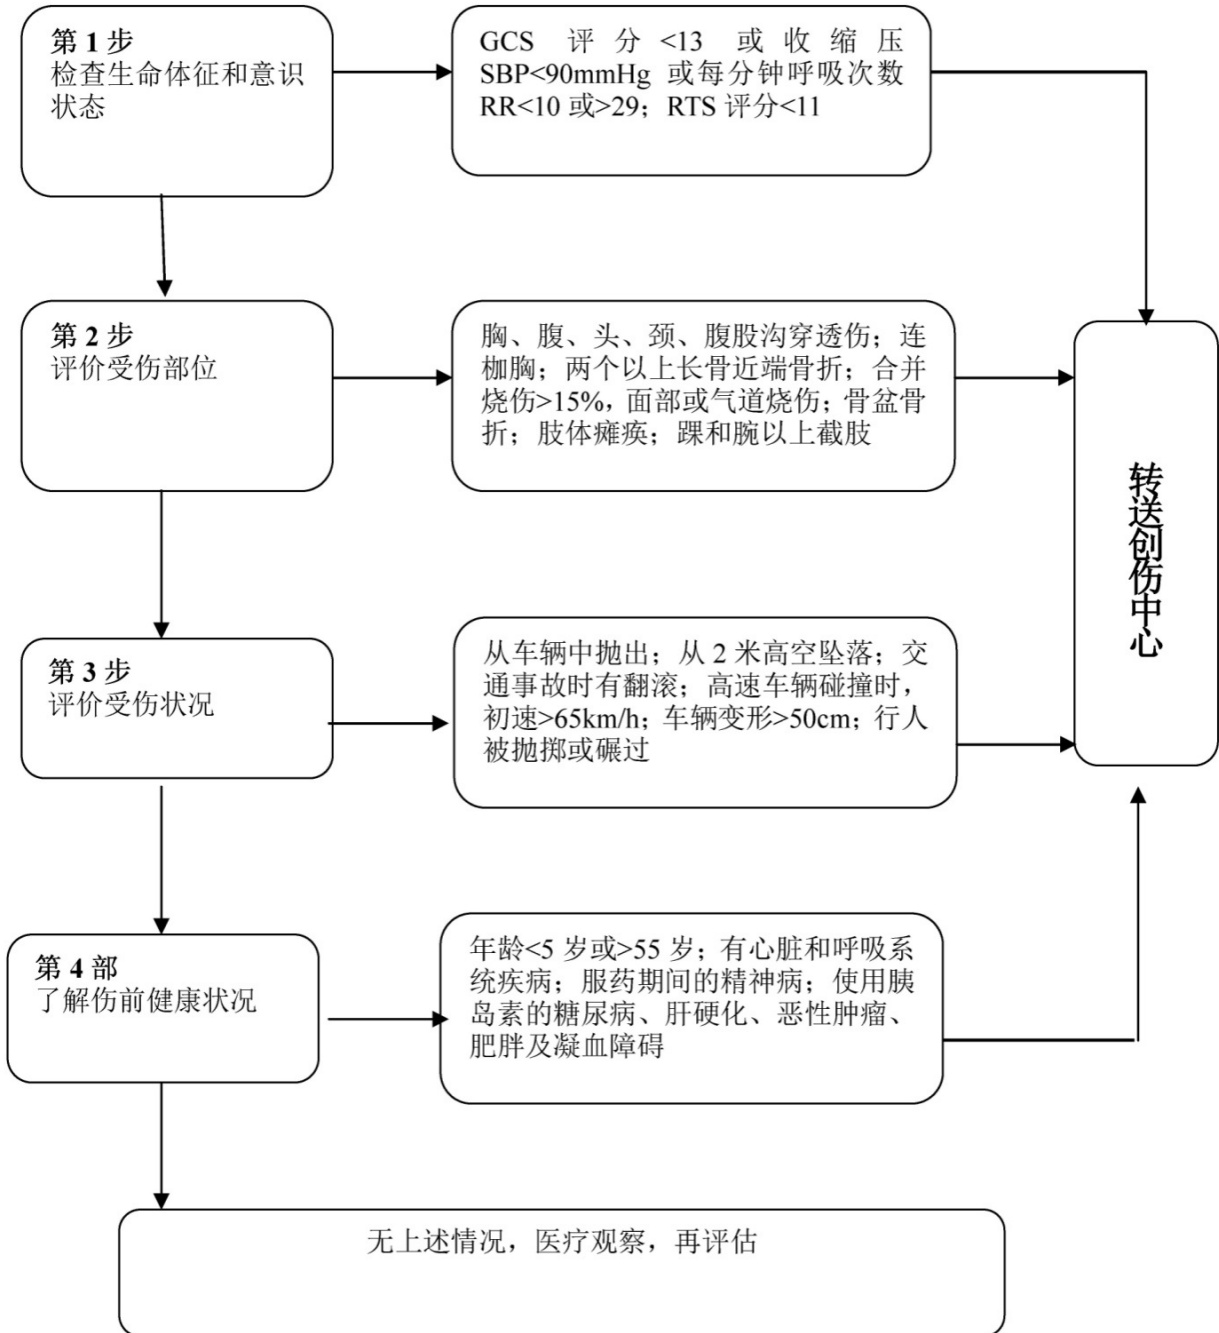 第 1 步
检查生命体征和意识
状态
GCS 评分<13 或收缩压
SBP<90mmHg 或每分钟呼吸次数
RR<10 或>29；RTS 评分<11
第 2 步
评价受伤部位
胸、腹、头、颈、腹股沟穿透伤；连
枷胸；两个以上长骨近端骨折；合并
烧伤>15%，面部或气道烧伤；骨盆骨
折；肢体瘫痪；踝和腕以上截肢
转送创伤中心
第 3 步
评价受伤状况
从车辆中抛出；从 2 米高空坠落；交
通事故时有翻滚；高速车辆碰撞时，
初速>65km/h；车辆变形>50cm；行人
被抛掷或碾过
第 4 部
了解伤前健康状况
年龄<5 岁或>55 岁；有心脏和呼吸系
统疾病；服药期间的精神病；使用胰
岛素的糖尿病、肝硬化、恶性肿瘤、
肥胖及凝血障碍
无上述情况，医疗观察，再评估